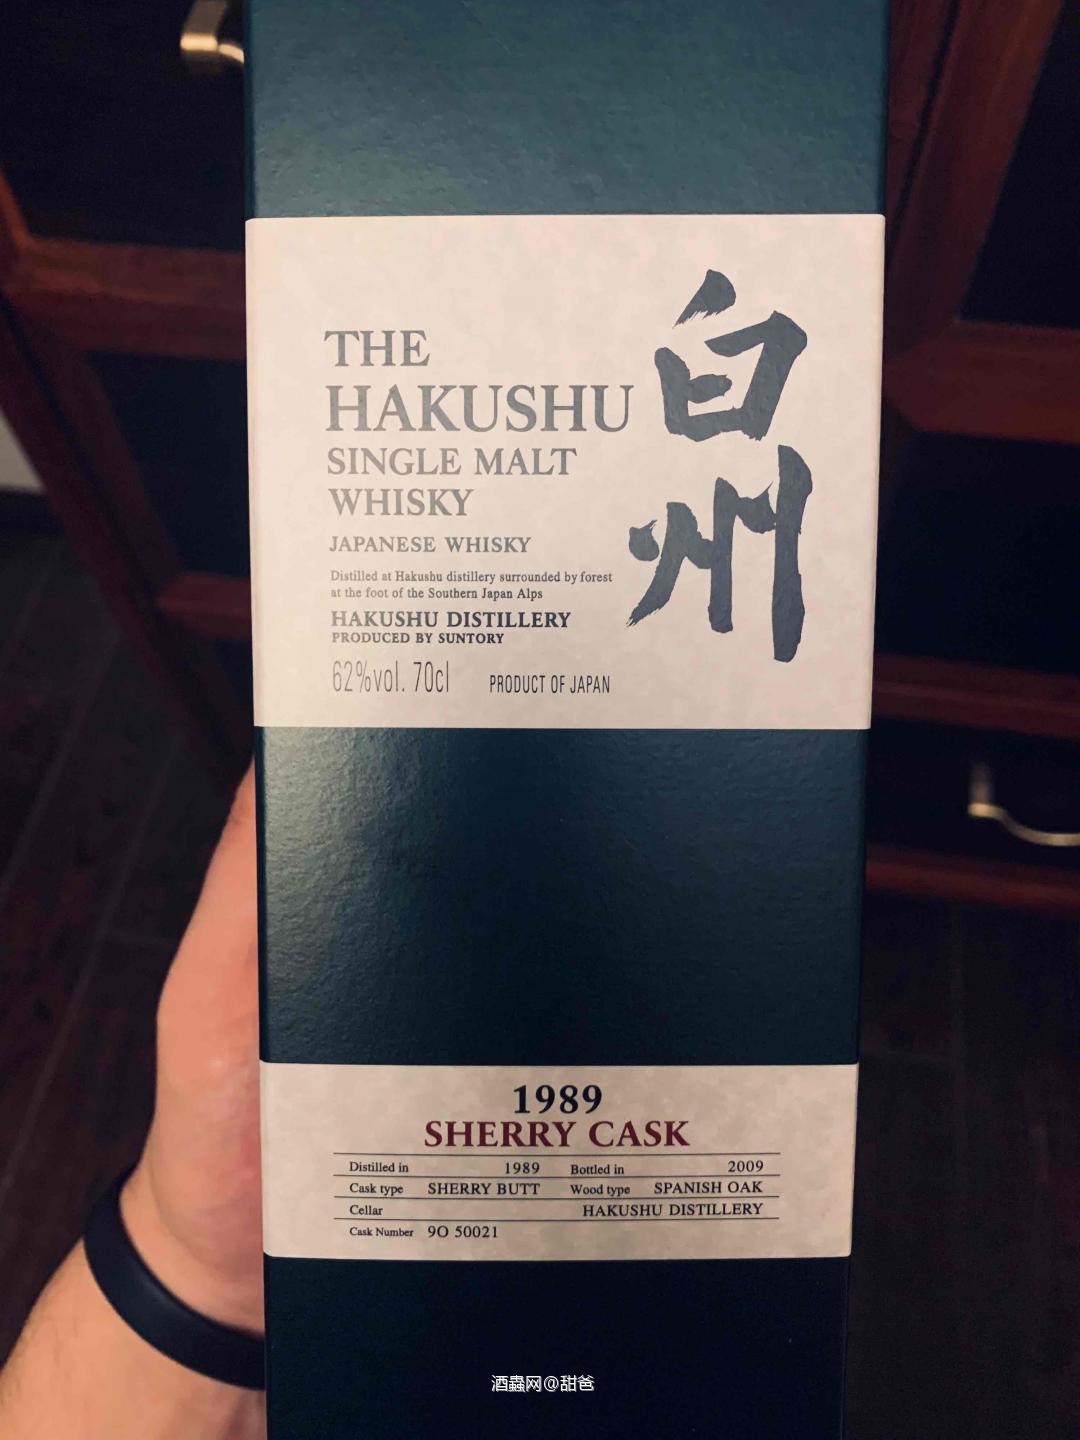 THE
HAKUSHU
SINGLE MALT
WHISKY
JAPANESE WHISKY
Distilled at Hakushu distillery surrounded by forest
at the foot of the Southern Japan Alps
HAKUSHU DISTILLERY
PRODUCED BY SUNTORY
62%vol. 70cl PRODUCT OF JAPAN
白州
1989
SHERRY CASK
Distilled in 1989 Bottled in 2009
Cask type SHERRY BUTT Wood type SPANISH OAK
Cellar HAKUSHU DISTILLERY
Cask Number 9O 50021
酒蟲网@甜爸